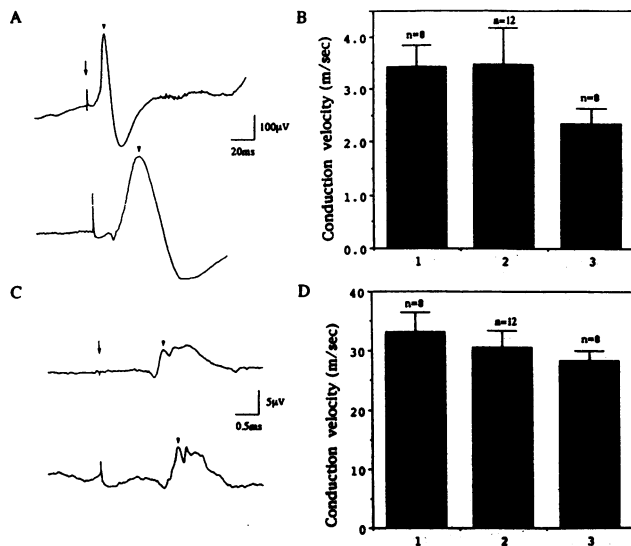 A
100μV
20ms
B
Conduction velocity (m/sec)
4.0
3.0
2.0
1.0
0.0
n=8
n=12
n=8
1 2 3
C
5μV
0.5ms
D
Conduction velocity (m/sec)
40
30
20
10
0
n=8
n=12
n=8
1 2 3